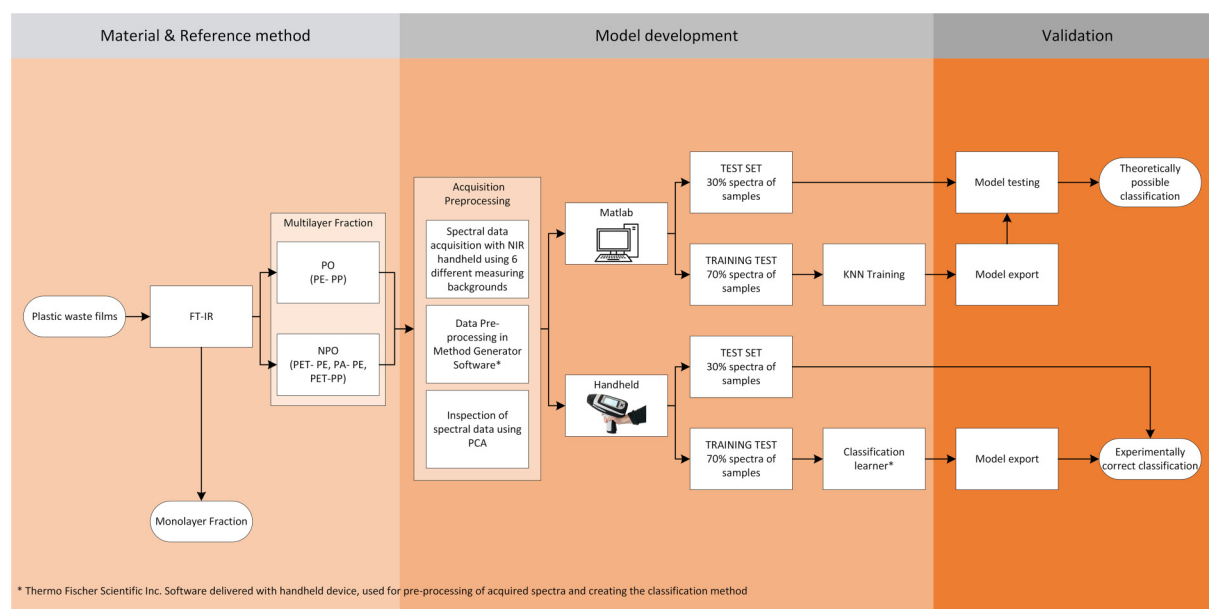 Material & Reference method
Model development
Validation
Plastic waste films
FT-IR
Monolayer Fraction
Multilayer Fraction
PO
(PE- PP)
NPO
(PET- PE, PA- PE,
PET-PP)
Acquisition
Preprocessing
Spectral data
acquisition with NIR
handheld using 6
different measuring
backgrounds
Data Pre-
processing in
Method Generator
Software*
Inspection of
spectral data using
PCA
Matlab
TEST SET
30% spectra of
samples
TRAINING TEST
70% spectra of
samples
KNN Training
Model testing
Model export
Theoretically
possible
classification
Handheld
TEST SET
30% spectra of
samples
TRAINING TEST
70% spectra of
samples
Classification
learner*
Model export
Experimentally
correct classification
* Thermo Fischer Scientific Inc. Software delivered with handheld device, used for pre-processing of acquired spectra and creating the classification method